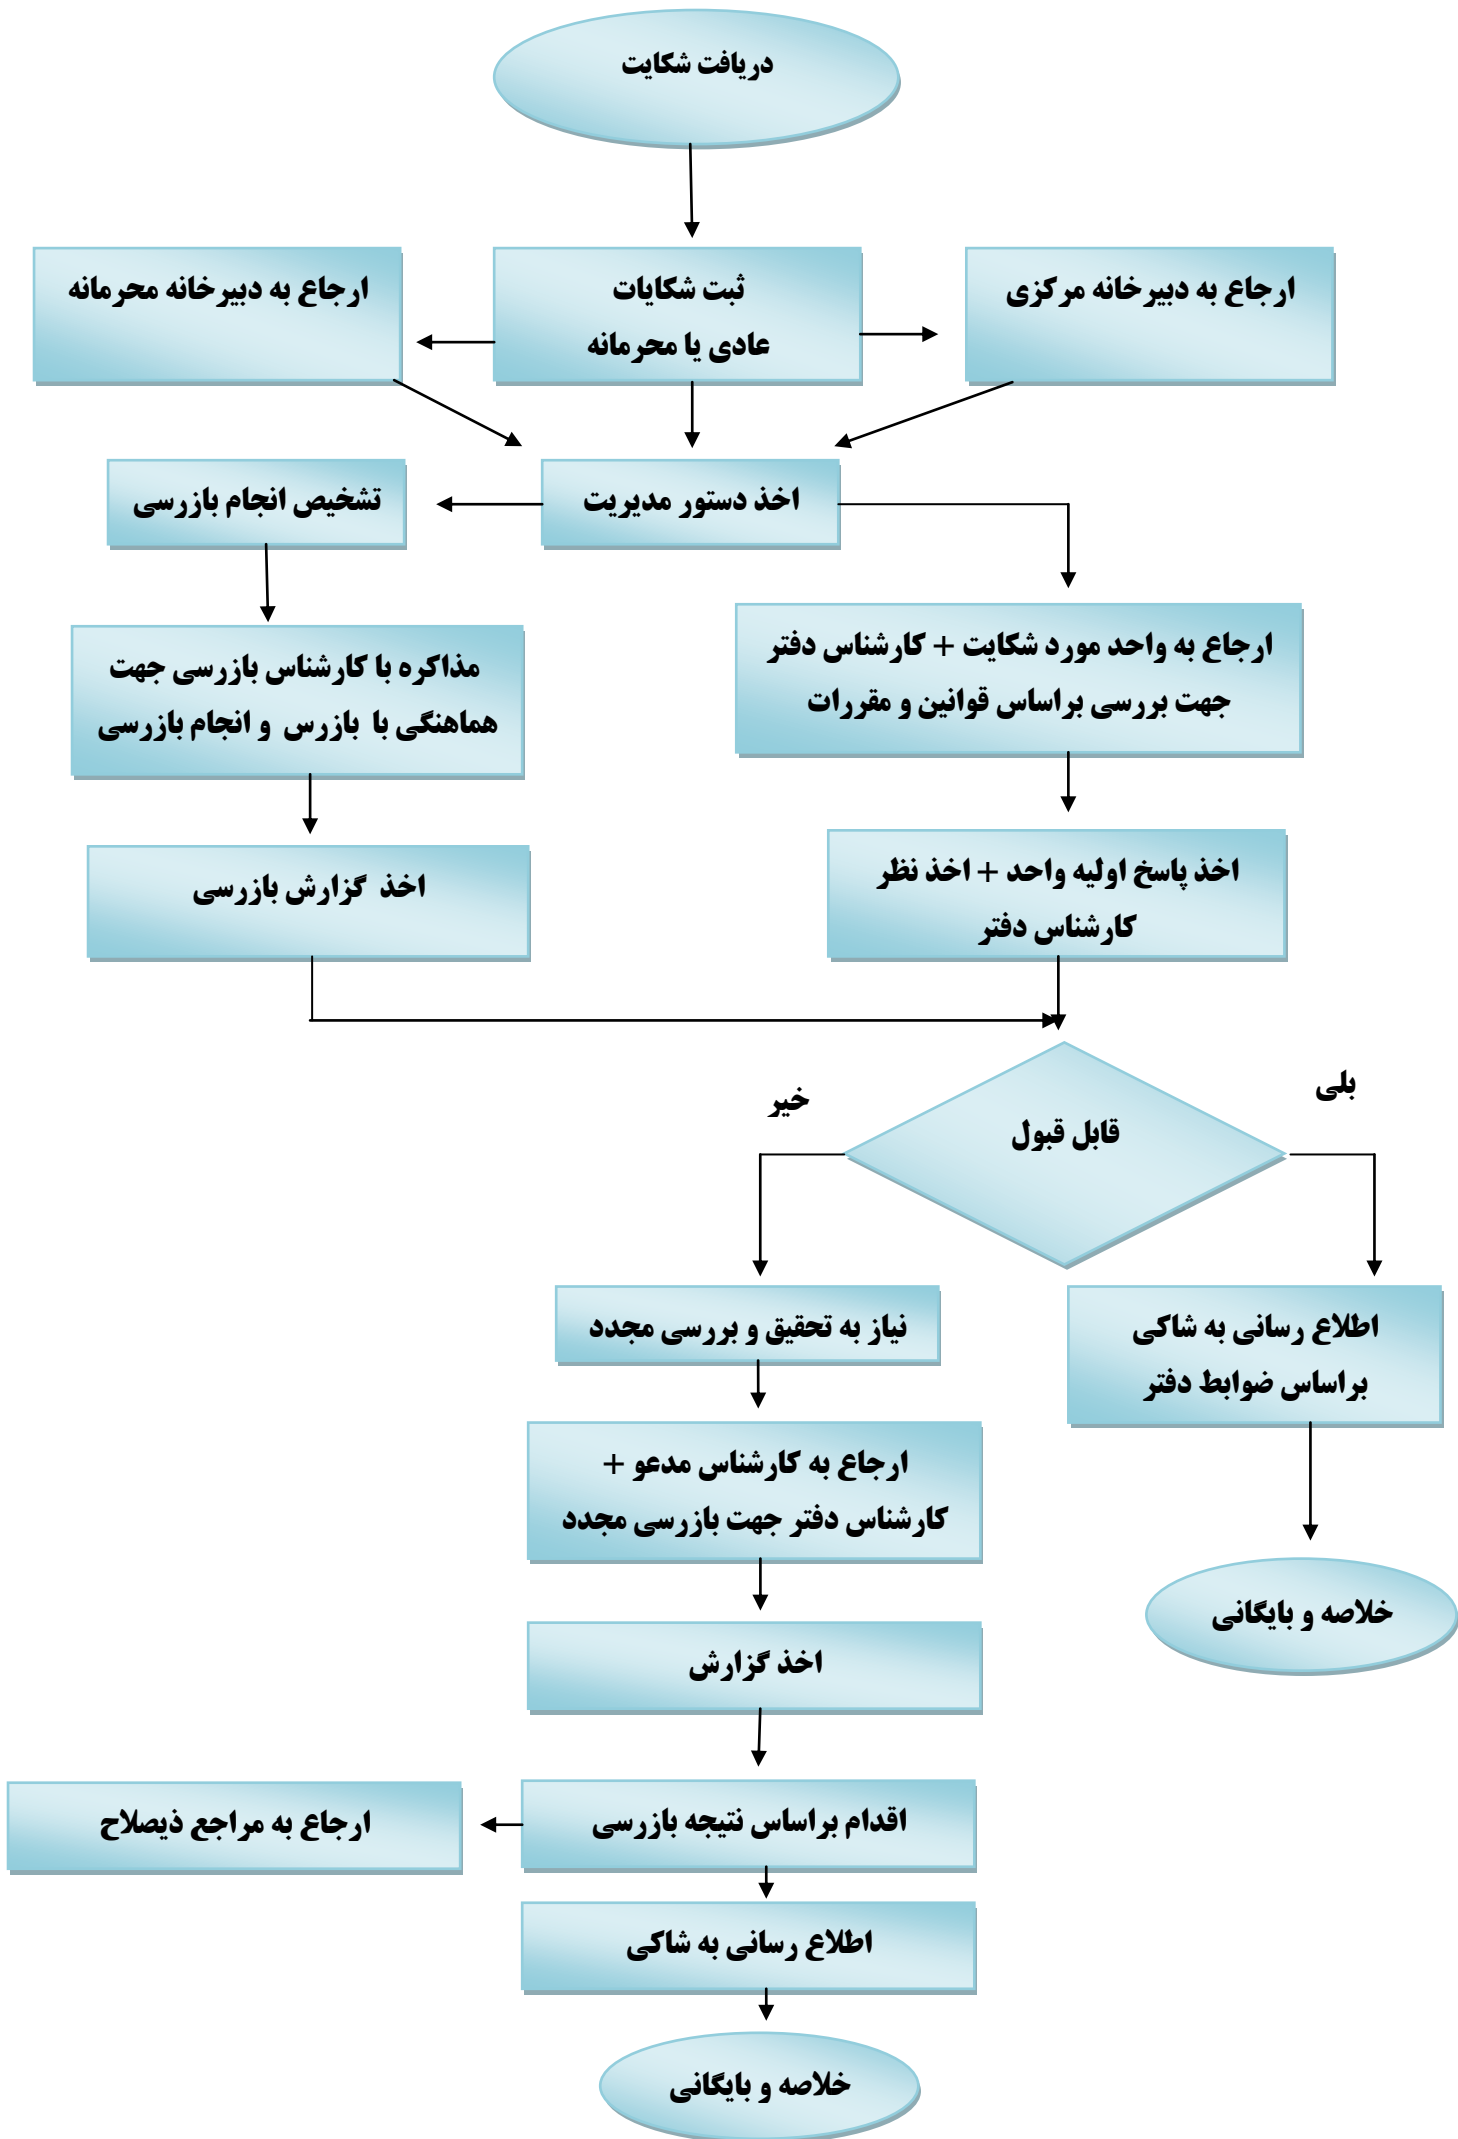 دریافت شکایت
ارجاع به دبیرخانه مرکزی
ثبت شکایات
عادی یا محرمانه
ارجاع به دبیرخانه محرمانه
اخذ دستور مدیریت
تشخیص انجام بازرسی
ارجاع به واحد مورد شکایت + کارشناس دفتر
جهت بررسی براساس قوانین و مقررات
مذاکره با کارشناس بازرسی جهت
هماهنگی با بازرس و انجام بازرسی
اخذ پاسخ اولیه واحد + اخذ نظر
کارشناس دفتر
اخذ گزارش بازرسی
بلی
خیر
قابل قبول
اطلاع رسانی به شاکی
براساس ضوابط دفتر
نیاز به تحقیق و بررسی مجدد
ارجاع به کارشناس مدعو +
کارشناس دفتر جهت بازرسی مجدد
خلاصه و بایگانی
اخذ گزارش
اقدام براساس نتیجه بازرسی
ارجاع به مراجع ذیصلاح
اطلاع رسانی به شاکی
خلاصه و بایگانی